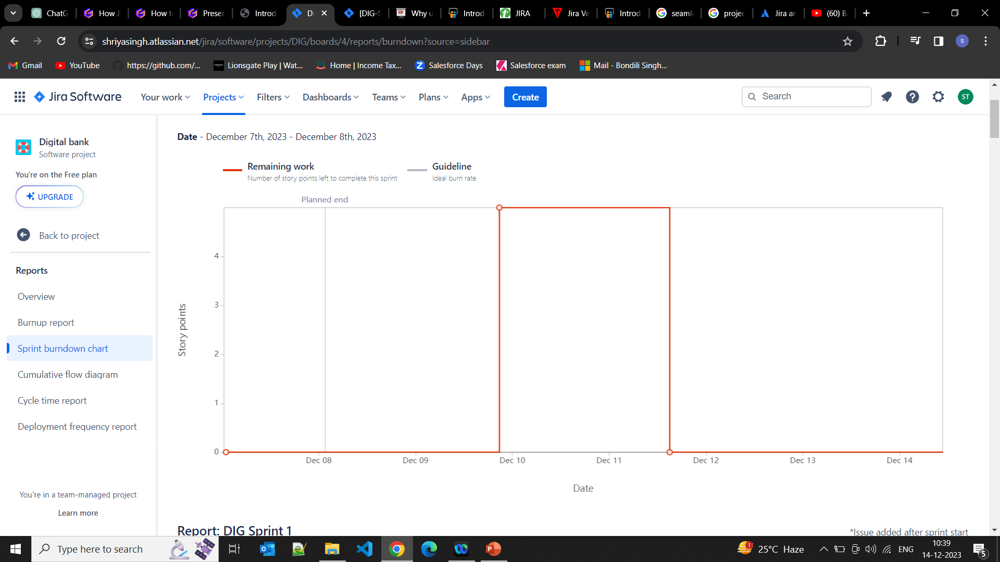 ChatG
How Ji
How to
Preser
Introd
Di
[DIG-5
Why u
Introd
JIRA
Jira Ve
Introd
seaml
projec
Jira an
(60) B
shriyasingh.atlassian.net/jira/software/projects/DIG/boards/4/reports/burndown?source=sidebar
S
Gmail
YouTube
https://github.com/...
Lionsgate Play | Wat...
Home | Income Tax...
Salesforce Days
Salesforce exam
Mail - Bondili Singh...
Jira Software
Your work
Projects
Filters
Dashboards
Teams
Plans
Apps
Create
Search
ST
Digital bank
Software project
You're on the Free plan
UPGRADE
Back to project
Reports
Overview
Burnup report
Sprint burndown chart
Cumulative flow diagram
Cycle time report
Deployment frequency report
You're in a team-managed project
Learn more
Date - December 7th, 2023 - December 8th, 2023
Remaining work
Number of story points left to complete this sprint
Guideline
Ideal burn rate
Planned end
4
3
2
1
0
Story points
Dec 08
Dec 09
Dec 10
Dec 11
Dec 12
Dec 13
Dec 14
Date
Report: DIG Sprint 1
*Issue added after sprint start
Type here to search
1
25°C Haze
ENG
10:39
14-12-2023
5